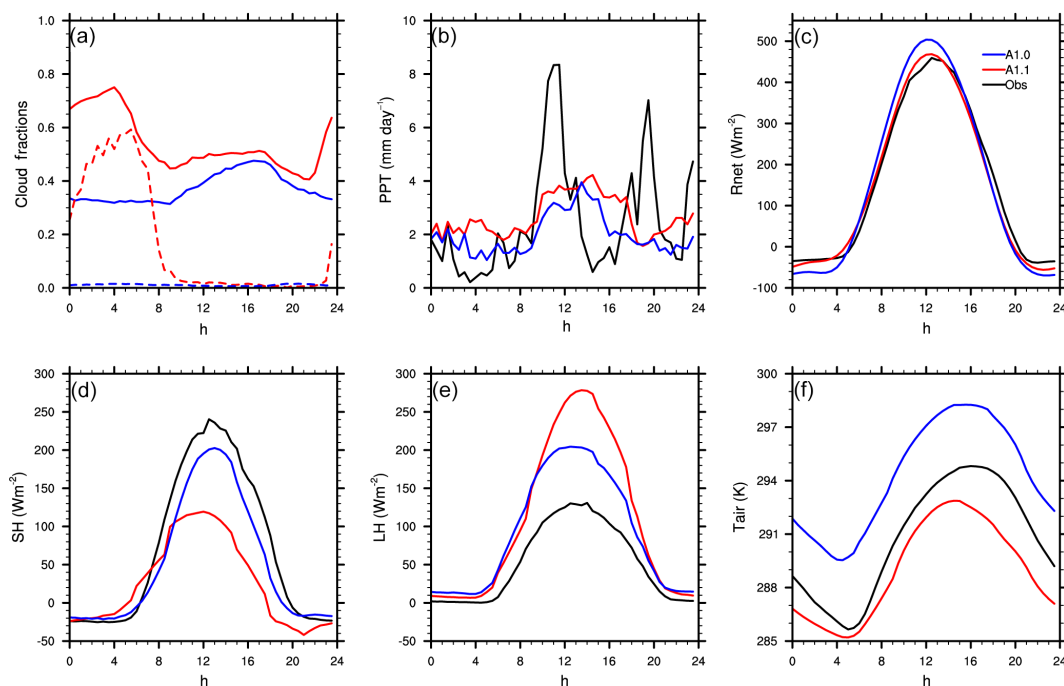 (a)
Cloud fractions
1.0
0.8
0.6
0.4
0.2
0.0
0 4 8 12 16 20 24
h
(b)
PPT (mm day⁻¹)
10
8
6
4
2
0
0 4 8 12 16 20 24
h
(c)
Rnet (Wm⁻²)
500
400
300
200
100
0
-100
A1.0
A1.1
Obs
0 4 8 12 16 20 24
h
(d)
SH (Wm⁻²)
300
250
200
150
100
50
0
-50
0 4 8 12 16 20 24
h
(e)
LH (Wm⁻²)
300
250
200
150
100
50
0
-50
0 4 8 12 16 20 24
h
(f)
Tair (K)
300
297
294
291
288
285
0 4 8 12 16 20 24
h